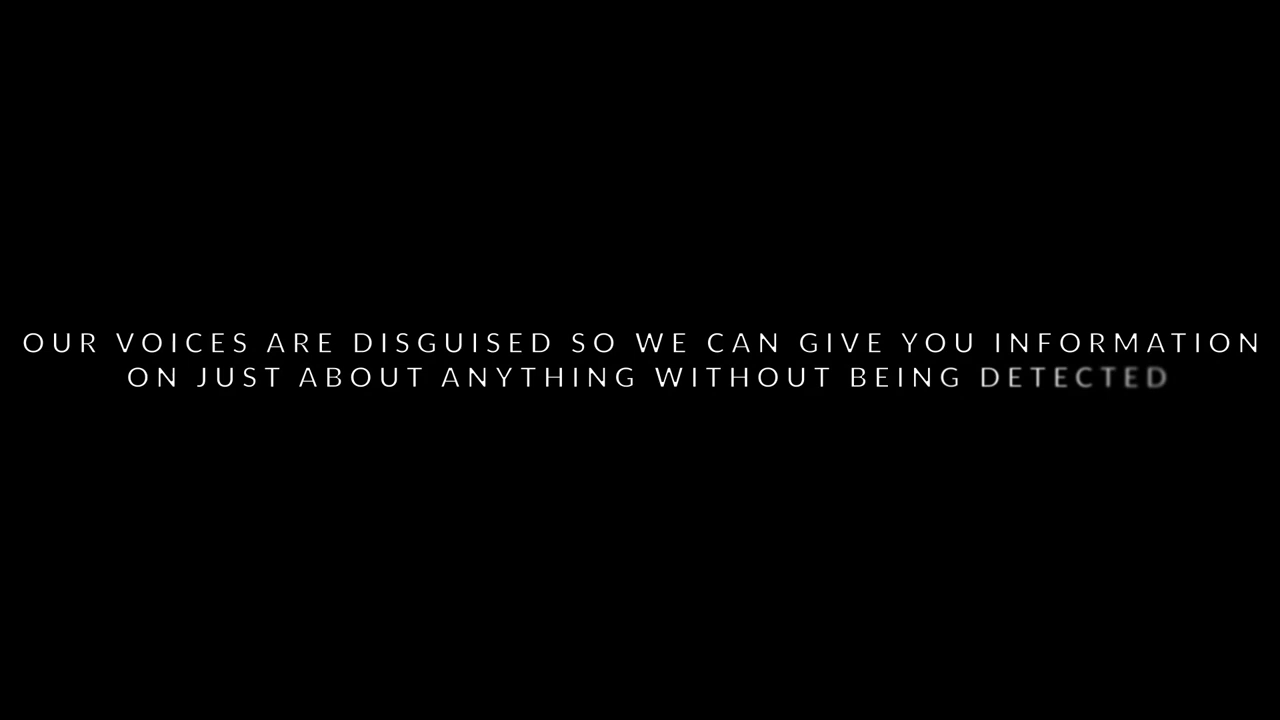 OUR VOICES ARE DISGUISED SO WE CAN GIVE YOU INFORMATION
ON JUST ABOUT ANYTHING WITHOUT BEING DETECTED